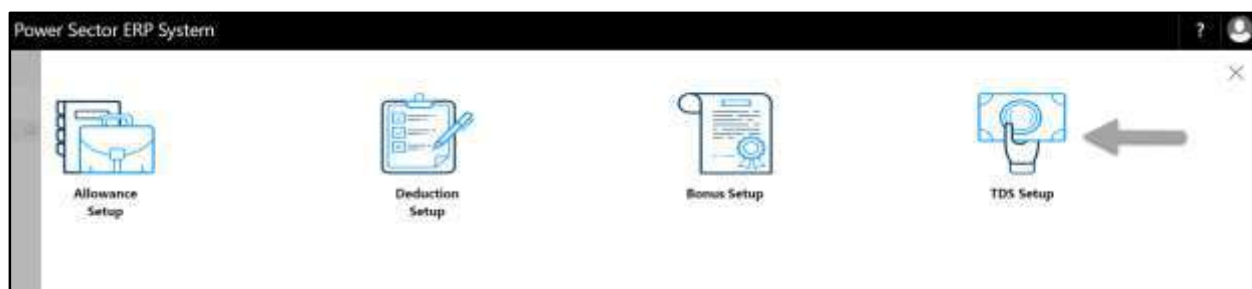 Power Sector ERP System ?
Allowance
Setup
Deduction
Setup
Bonus Setup
TDS Setup